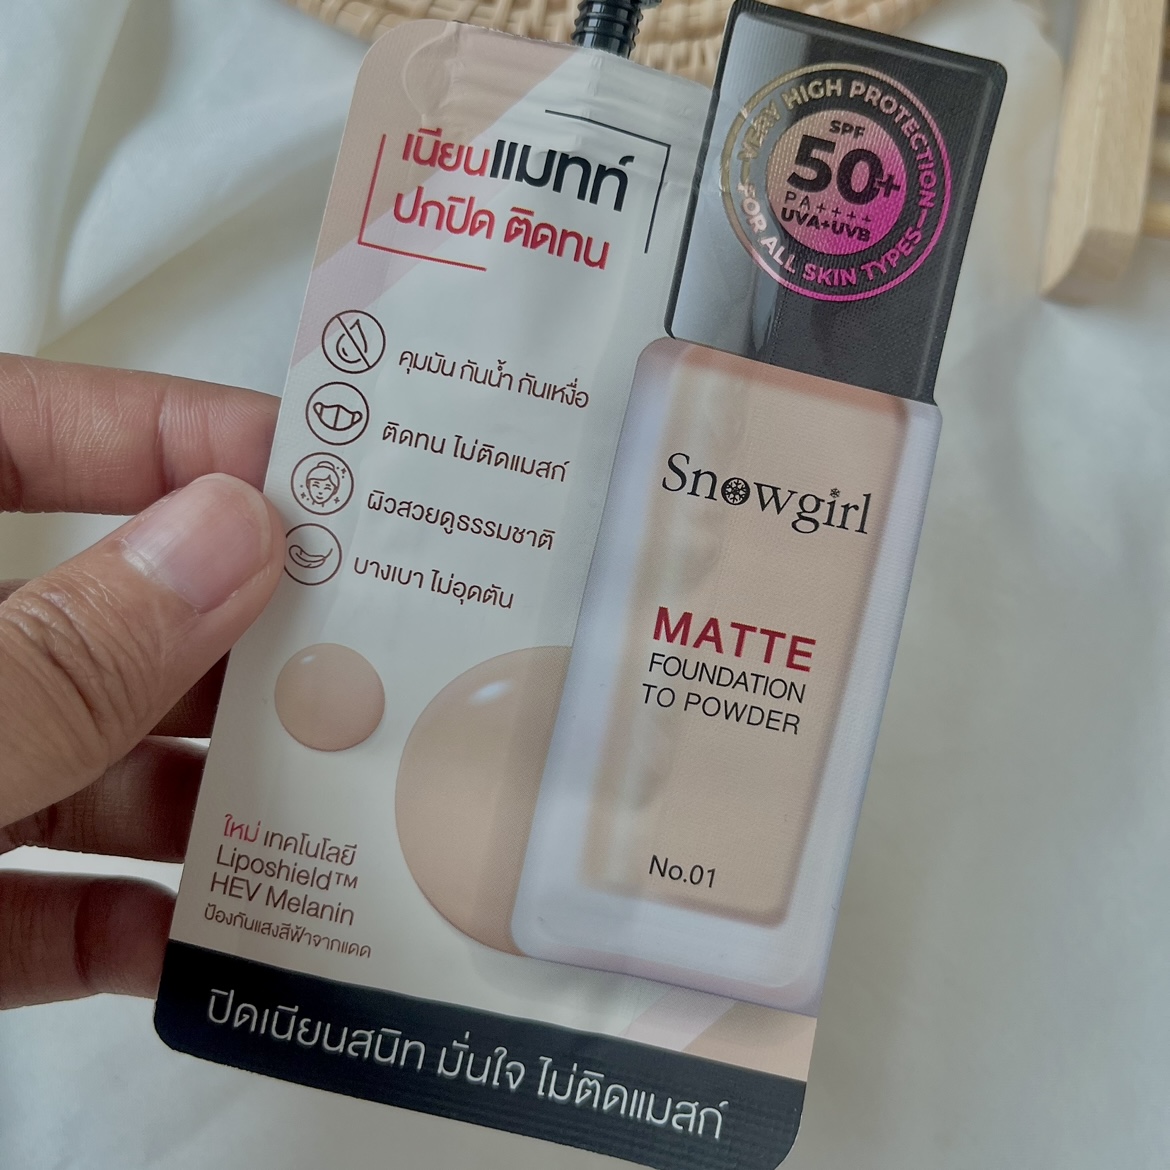 เนียนแมทท์
ปกปิด ติดทน
คุมมัน กันน้ำ กันเหงื่อ
ติดทน ไม่ติดแมสก์
ผิวสวยดูธรรมชาติ
บางเบา ไม่อุดตัน
ใหม่ เทคโนโลยี
Liposhield™
HEV Melanin
ป้องกันแสงสีฟ้าจากแดด
ปิดเนียนสนิท มั่นใจ ไม่ติดแมสก์
VERY HIGH PROTECTION
SPF
50+
PA++++
UVA+UVB
FOR ALL SKIN TYPES
Snowgirl
MATTE
FOUNDATION
TO POWDER
No.01